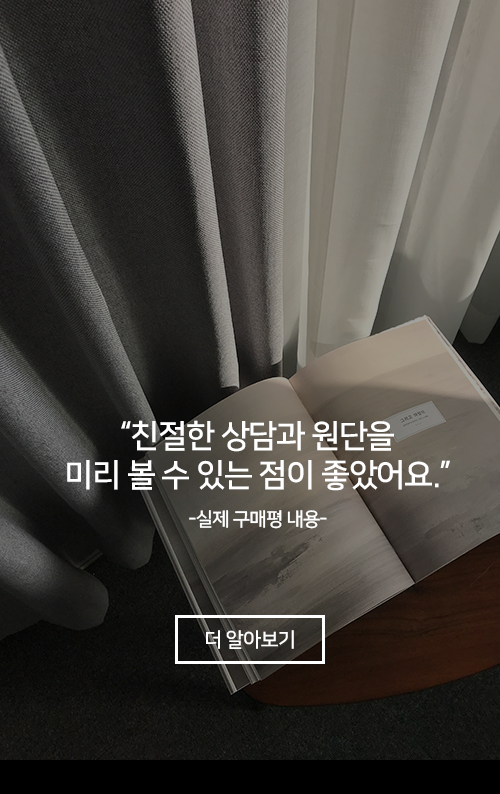 “친절한 상담과 원단을
미리 볼 수 있는 점이 좋았어요.”
-실제 구매평 내용-
더 알아보기